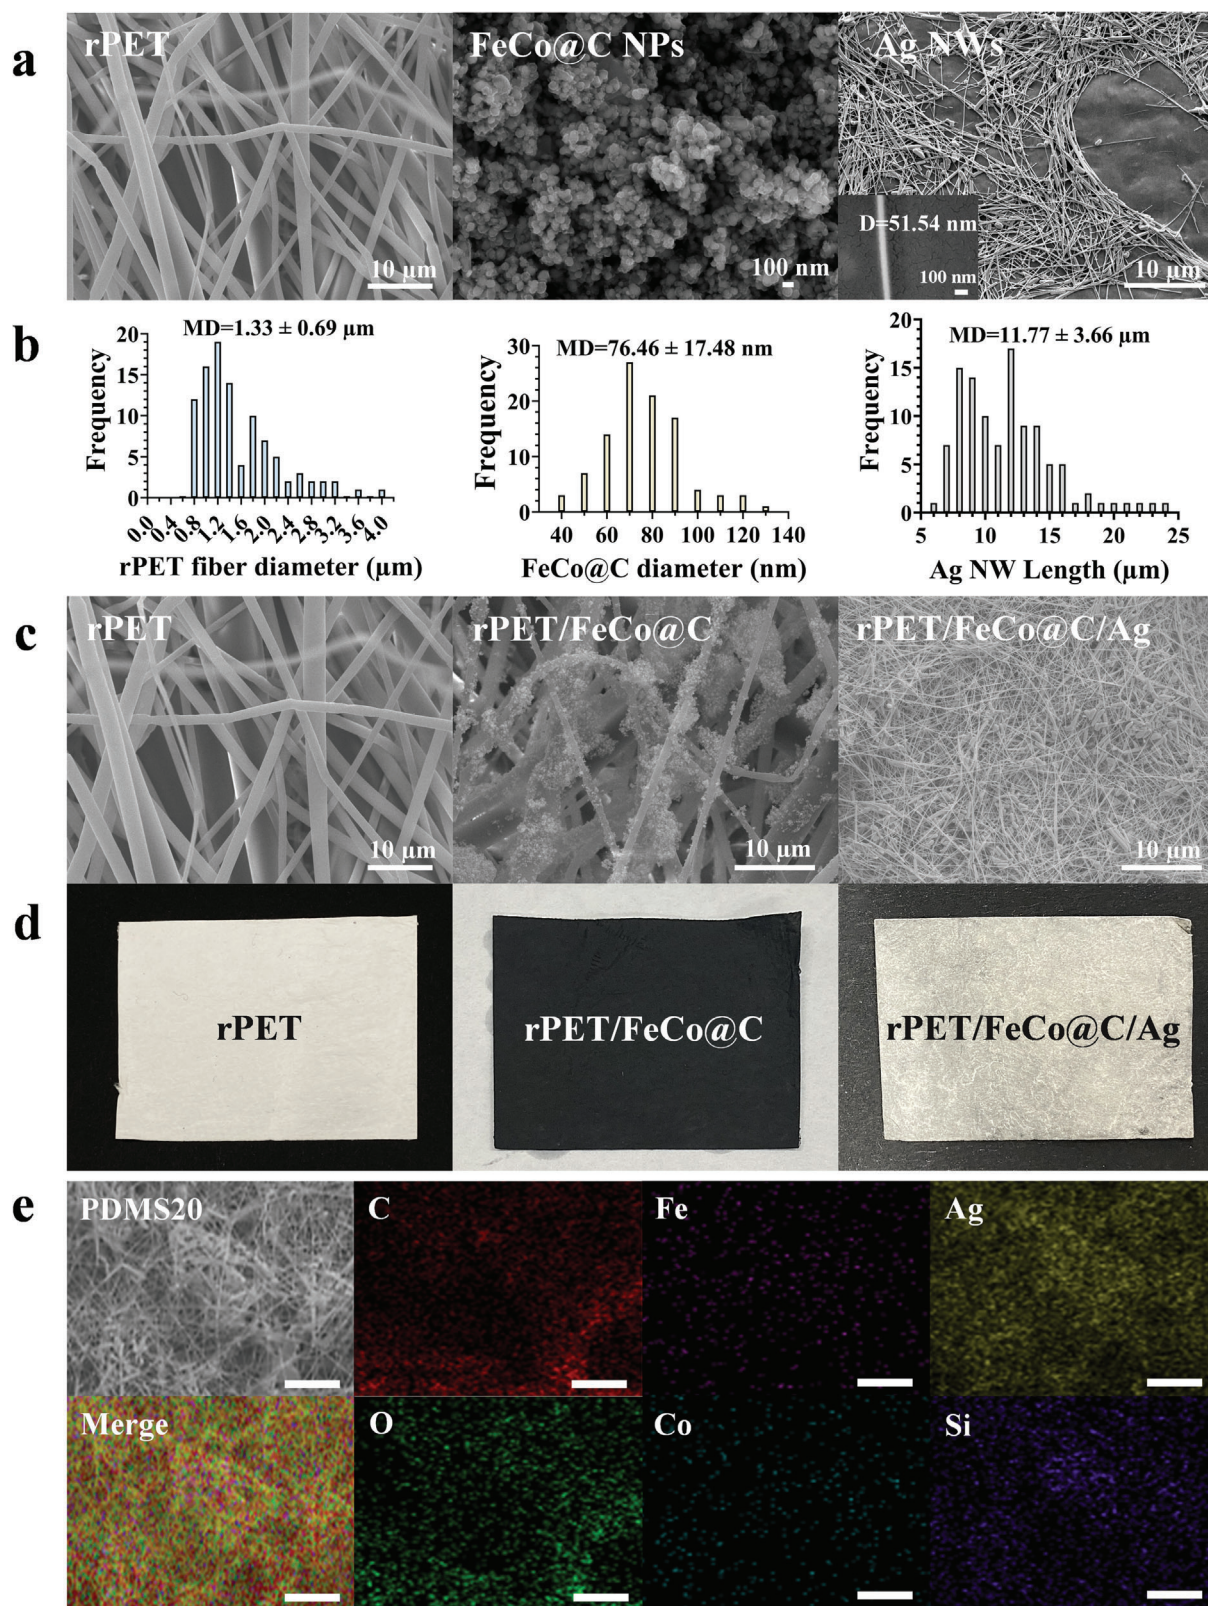 a
rPET
FeCo@C NPs
Ag NWs
10 µm
100 nm
D=51.54 nm
100 nm
10 µm
b
MD=1.33 ± 0.69 µm
Frequency
20
15
10
5
0
0.0 0.4 0.8 1.2 1.6 2.0 2.4 2.8 3.2 3.6 4.0
rPET fiber diameter (µm)
MD=76.46 ± 17.48 nm
Frequency
30
20
10
0
40 60 80 100 120 140
FeCo@C diameter (nm)
MD=11.77 ± 3.66 µm
Frequency
20
15
10
5
0
5 10 15 20 25
Ag NW Length (µm)
c
rPET
rPET/FeCo@C
rPET/FeCo@C/Ag
10 µm
10 µm
10 µm
d
rPET
rPET/FeCo@C
rPET/FeCo@C/Ag
e
PDMS20
C
Fe
Ag
Merge
O
Co
Si